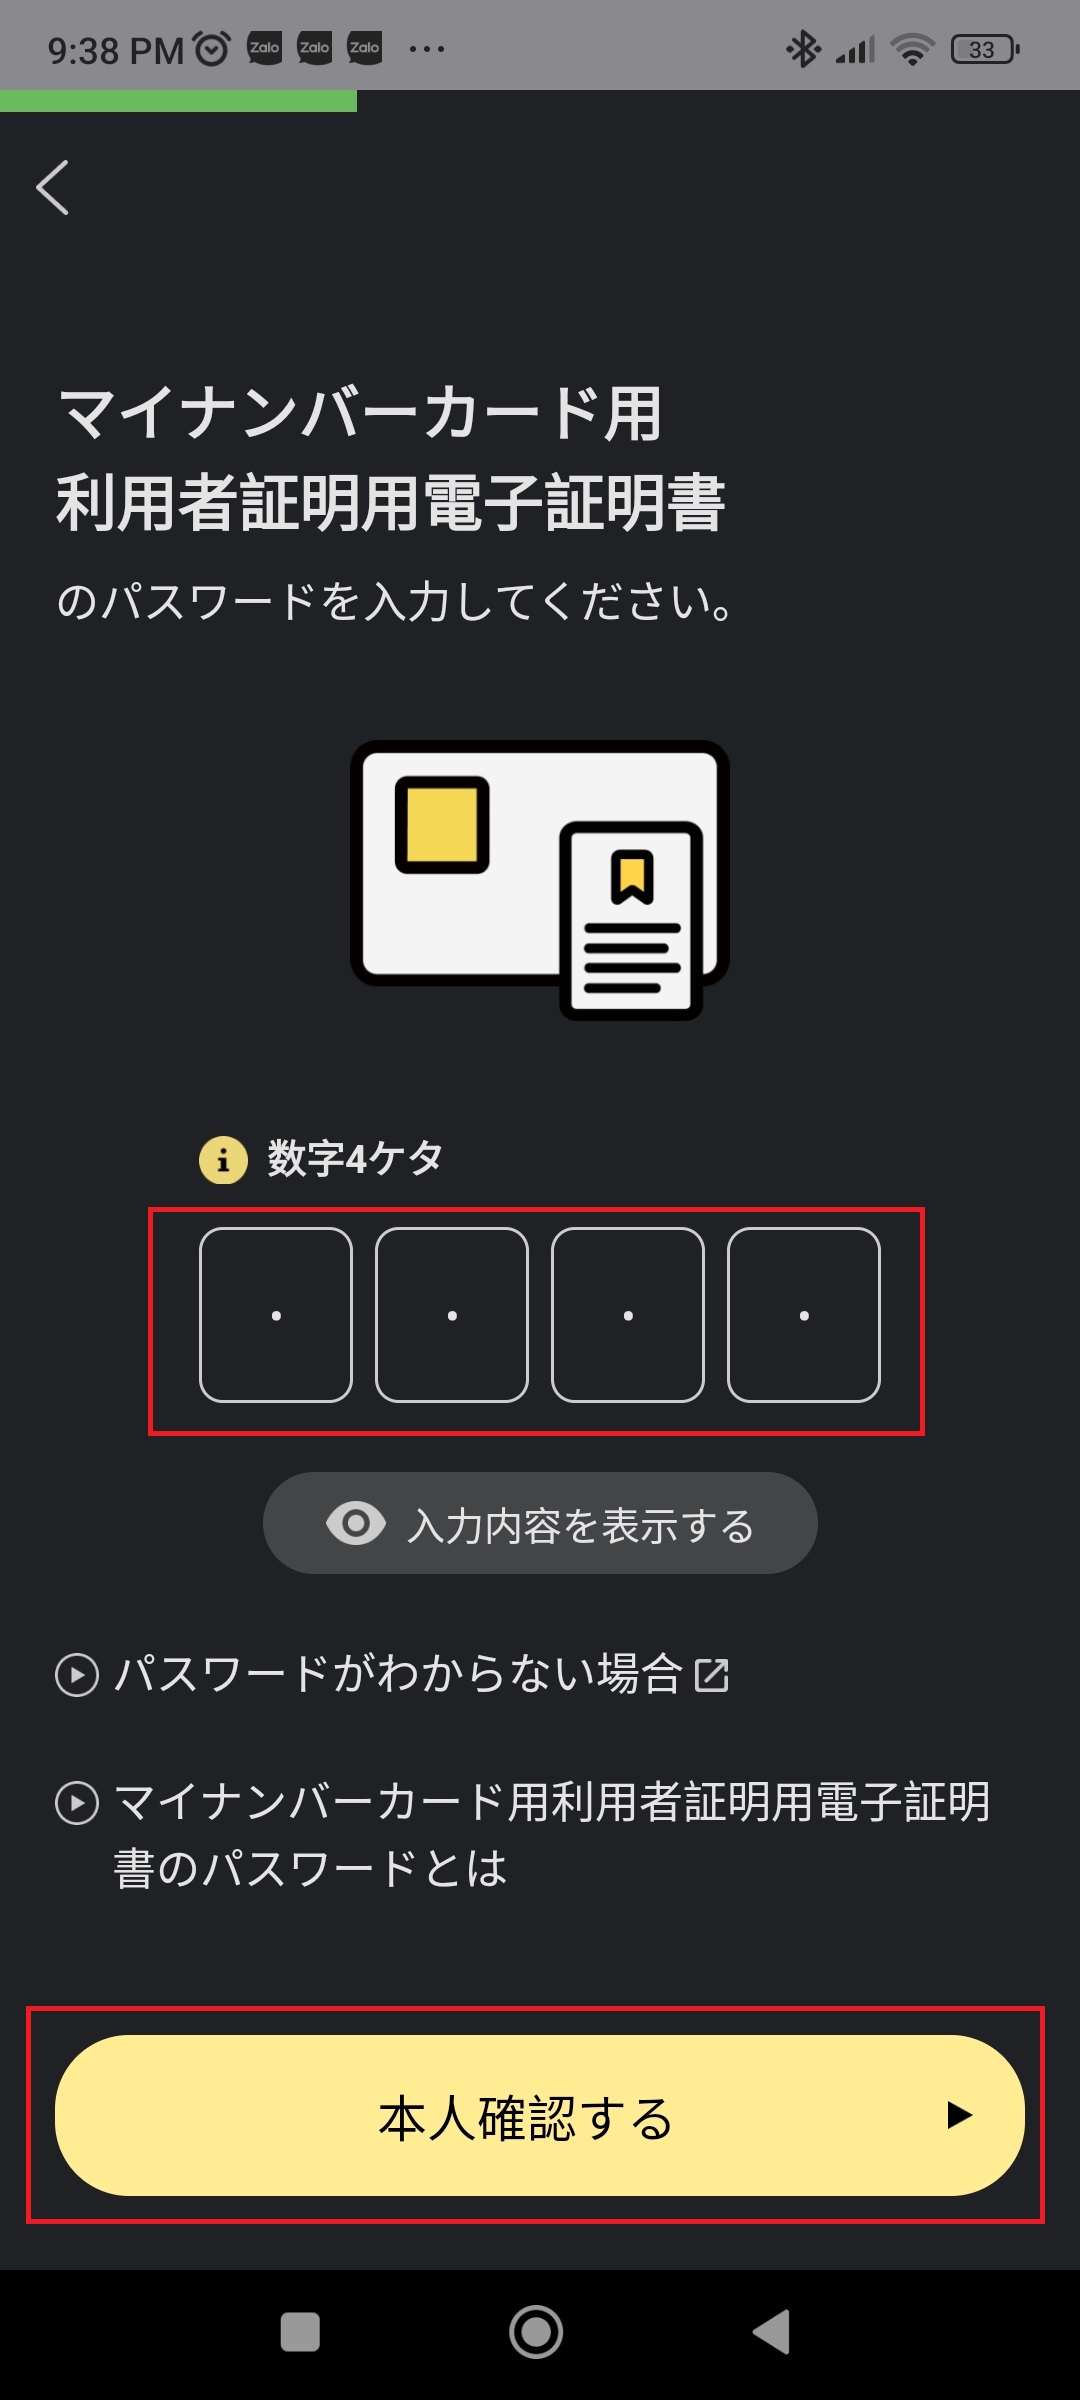 9:38 PM Zalo Zalo Zalo ... 33
マイナンバーカード用
利用者証明用電子証明書
のパスワードを入力してください。
i 数字4ケタ
入力内容を表示する
パスワードがわからない場合
マイナンバーカード用利用者証明用電子証明
書のパスワードとは
本人確認する